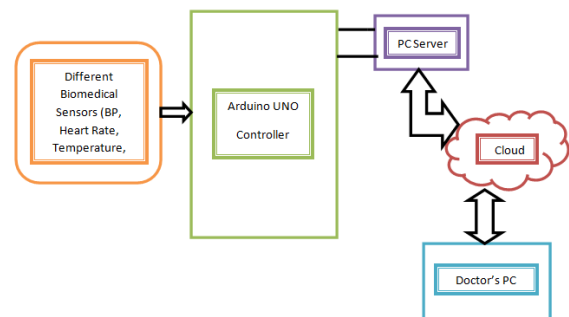 Different
Biomedical
Sensors (BP,
Heart Rate,
Temperature,
Arduino UNO
Controller
PC Server
Cloud
Doctor's PC